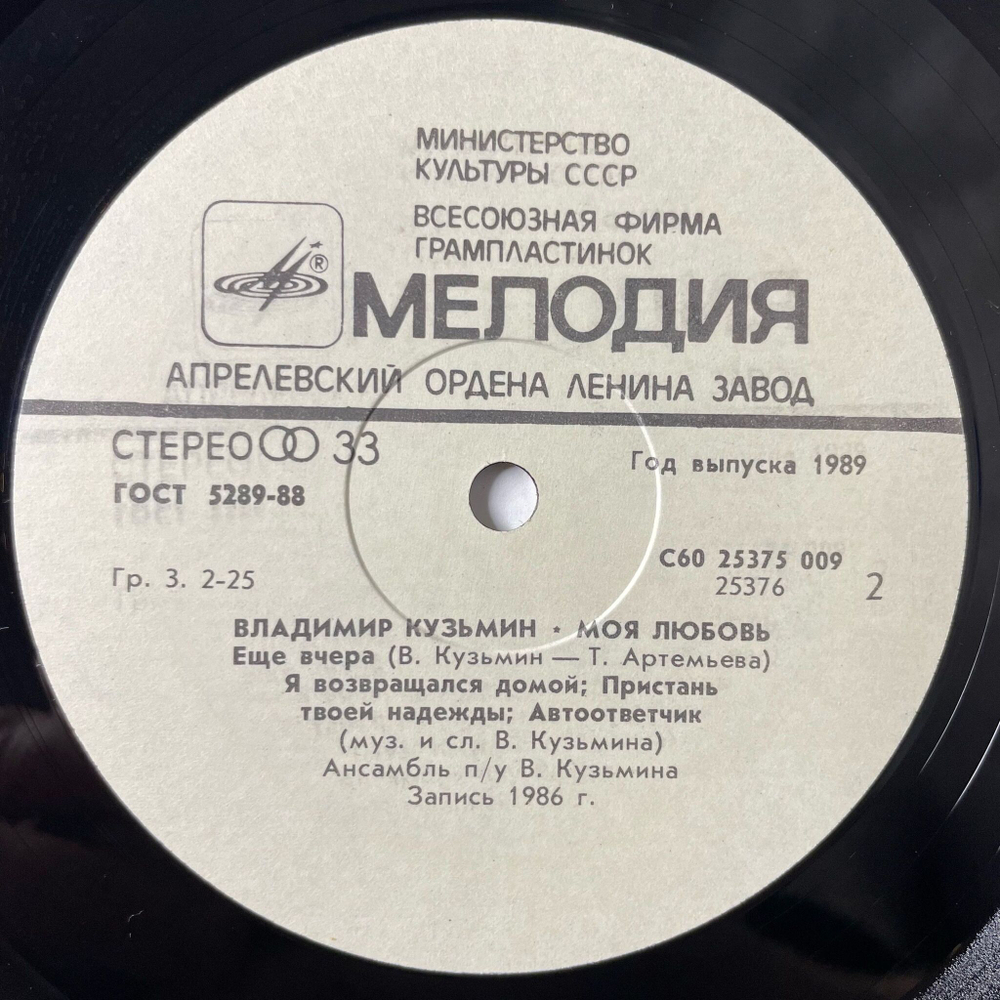 МИНИСТЕРСТВО
КУЛЬТУРЫ СССР
ВСЕСОЮЗНАЯ ФИРМА
ГРАМПЛАСТИНОК
®
МЕЛОДИЯ
АПРЕЛЕВСКИЙ ОРДЕНА ЛЕНИНА ЗАВОД
СТЕРЕО 33
Год выпуска 1989
ГОСТ 5289-88
С60 25375 009
Гр. 3. 2-25
25376
2
ВЛАДИМИР КУЗЬМИН ⋆ МОЯ ЛЮБОВЬ
Еще вчера (В. Кузьмин — Т. Артемьева)
Я возвращался домой; Пристань
твоей надежды; Автоответчик
(муз. и сл. В. Кузьмина)
Ансамбль п/у В. Кузьмина
Запись 1986 г.